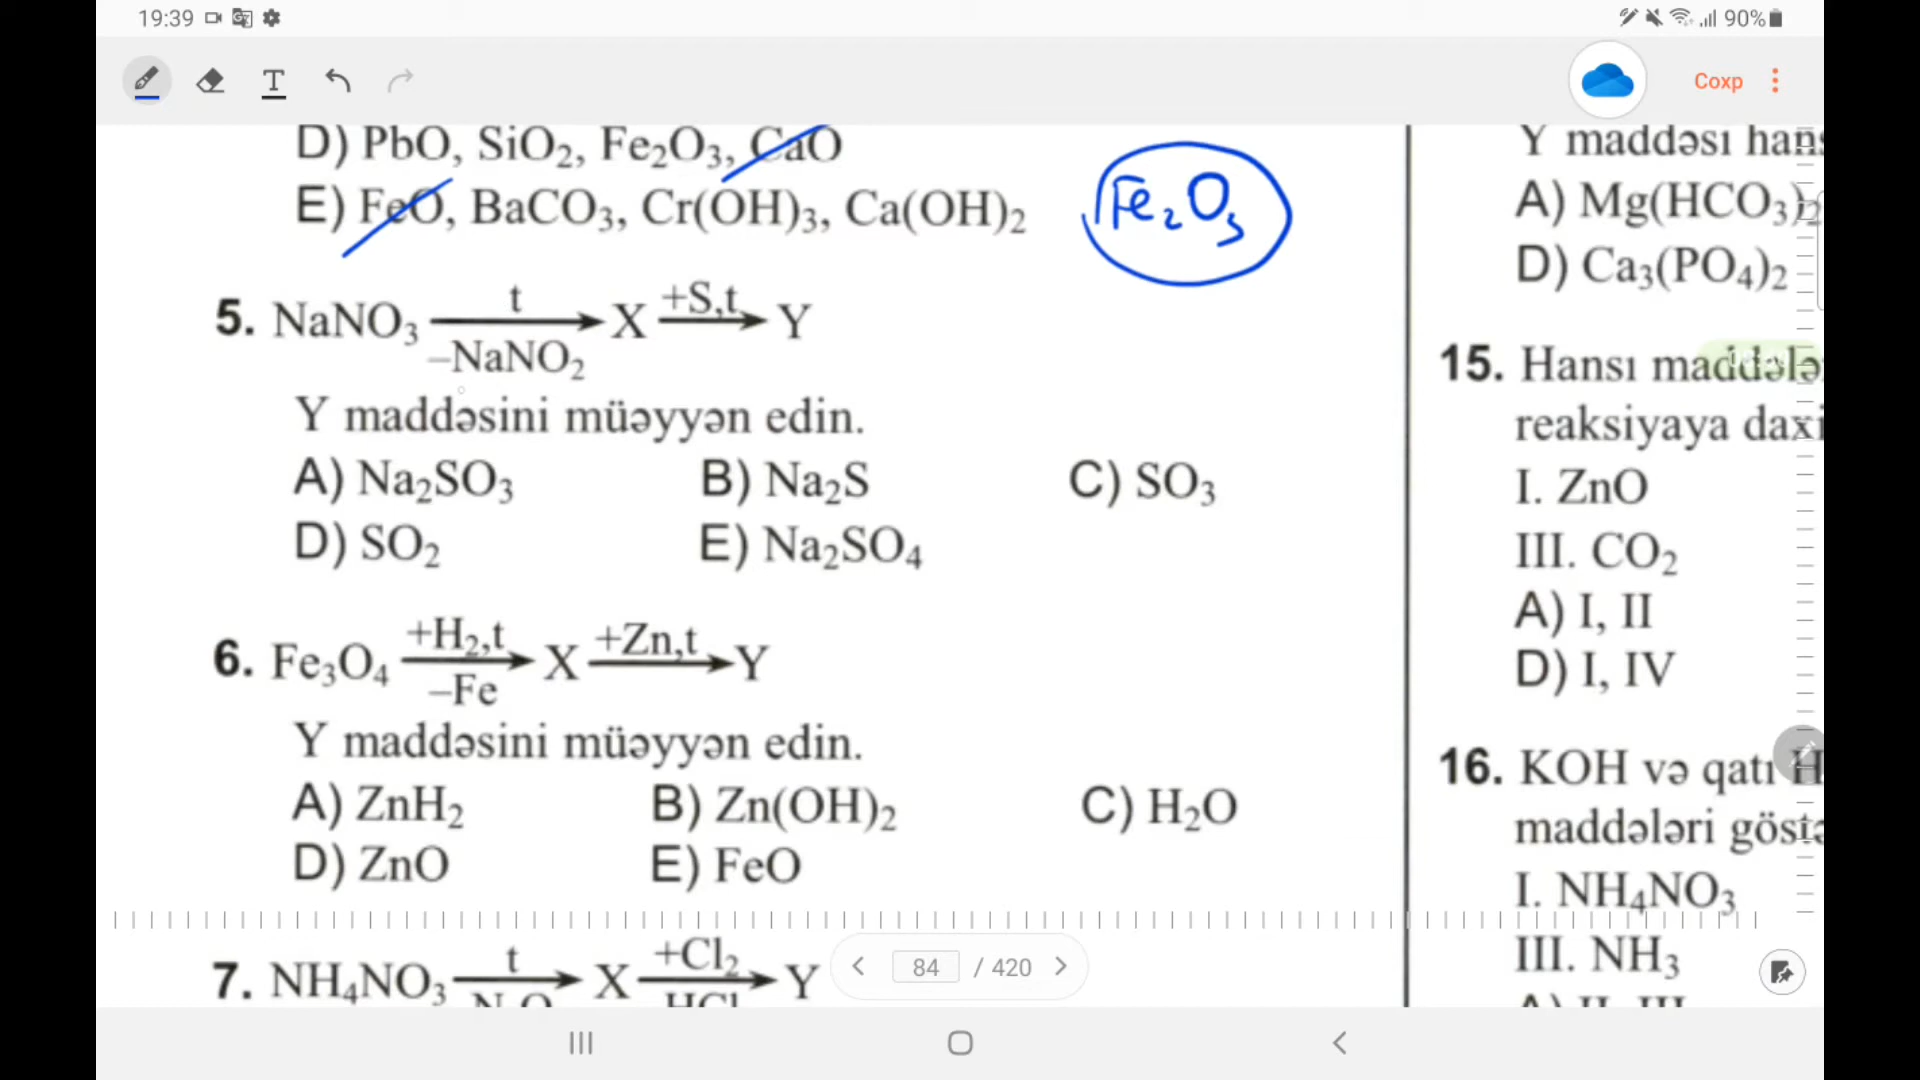 19:39
90%
T
Сохр
D) PbO, SiO₂, Fe₂O₃, CaO
E) FeO, BaCO₃, Cr(OH)₃, Ca(OH)₂
Fe₂O₃
5. NaNO₃ t –NaNO₂ X +S,t Y
Y maddəsini müəyyən edin.
A) Na₂SO₃ B) Na₂S C) SO₃
D) SO₂ E) Na₂SO₄
6. Fe₃O₄ +H₂,t –Fe X +Zn,t Y
Y maddəsini müəyyən edin.
A) ZnH₂ B) Zn(OH)₂ C) H₂O
D) ZnO E) FeO
7. NH₄NO₃ t X +Cl₂ Y
84 / 420
Y maddəsi
A) Mg(HCO₃)₂
D) Ca₃(PO₄)₂
15. Hansı
reaksiyaya
I. ZnO
III. CO₂
A) I, II
D) I, IV
16. KOH və qatı H
maddələri
I. NH₄NO₃
III. NH₃